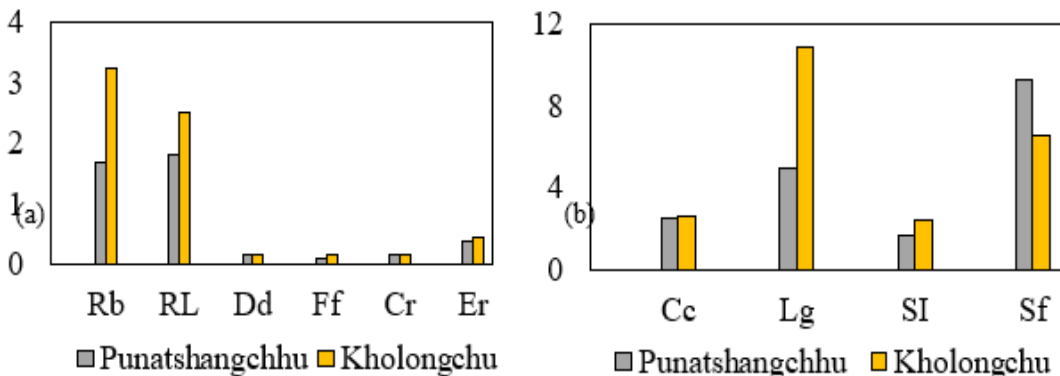 4
3
2
1
0
(a)
Rb RL Dd Ff Cr Er
Punatshangchhu Kholongchu
12
8
4
0
(b)
Cc Lg SI Sf
Punatshangchhu Kholongchu